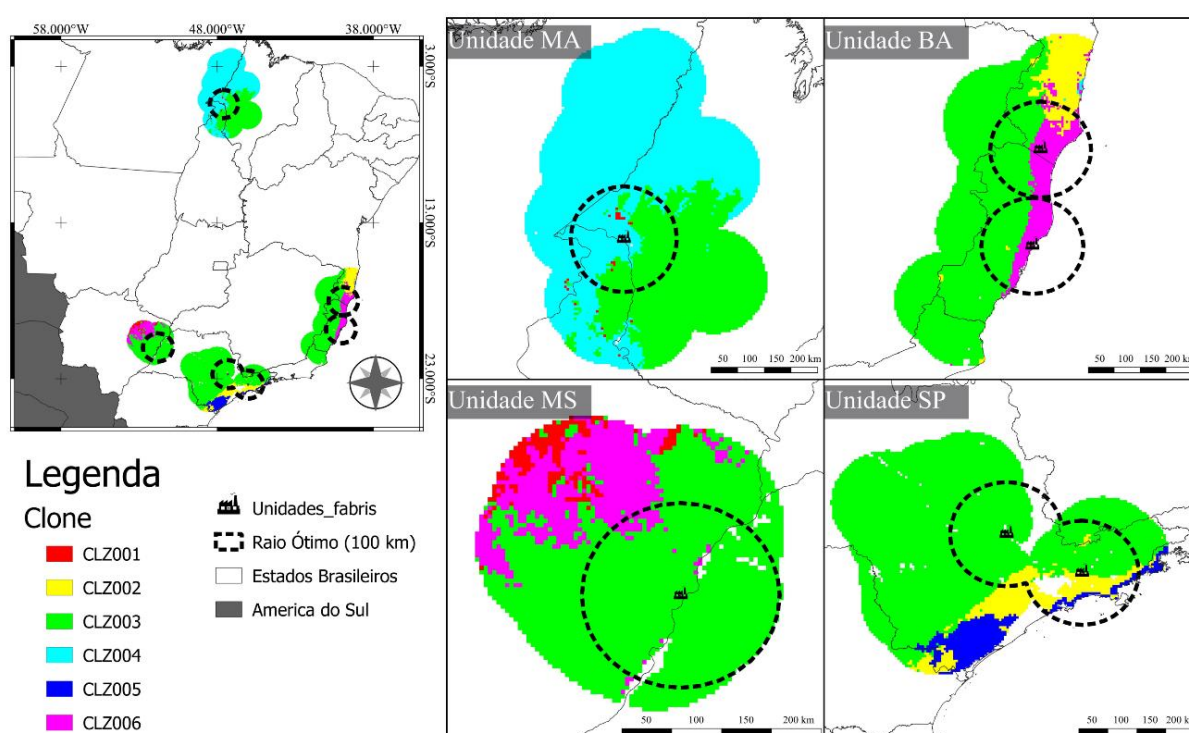 58.000°W
48.000°W
38.000°W
3.000°S
13.000°S
23.000°S
Unidade MA
50 100 150 200 km
Unidade BA
50 100 150 200 km
Unidade MS
50 100 150 200 km
Unidade SP
50 100 150 200 km
Legenda
Clone
CLZ001
CLZ002
CLZ003
CLZ004
CLZ005
CLZ006
Unidades_fabris
Raio Ótimo (100 km)
Estados Brasileiros
America do Sul